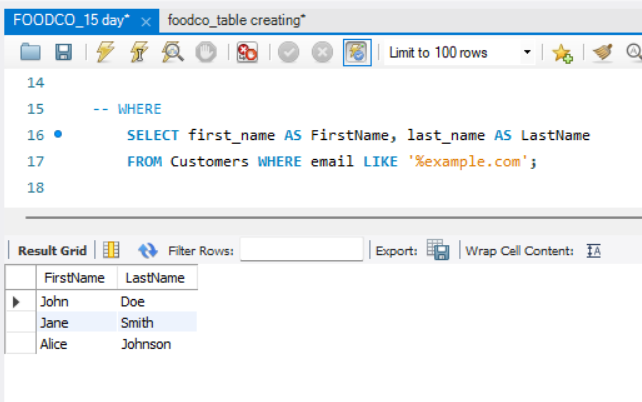 FOODCO_15 day* × foodco_table creating*
Limit to 100 rows
14
15 -- WHERE
16 SELECT first_name AS FirstName, last_name AS LastName
17 FROM Customers WHERE email LIKE '%example.com';
18
Result Grid Filter Rows: Export: Wrap Cell Content: IA
FirstName LastName
John Doe
Jane Smith
Alice Johnson